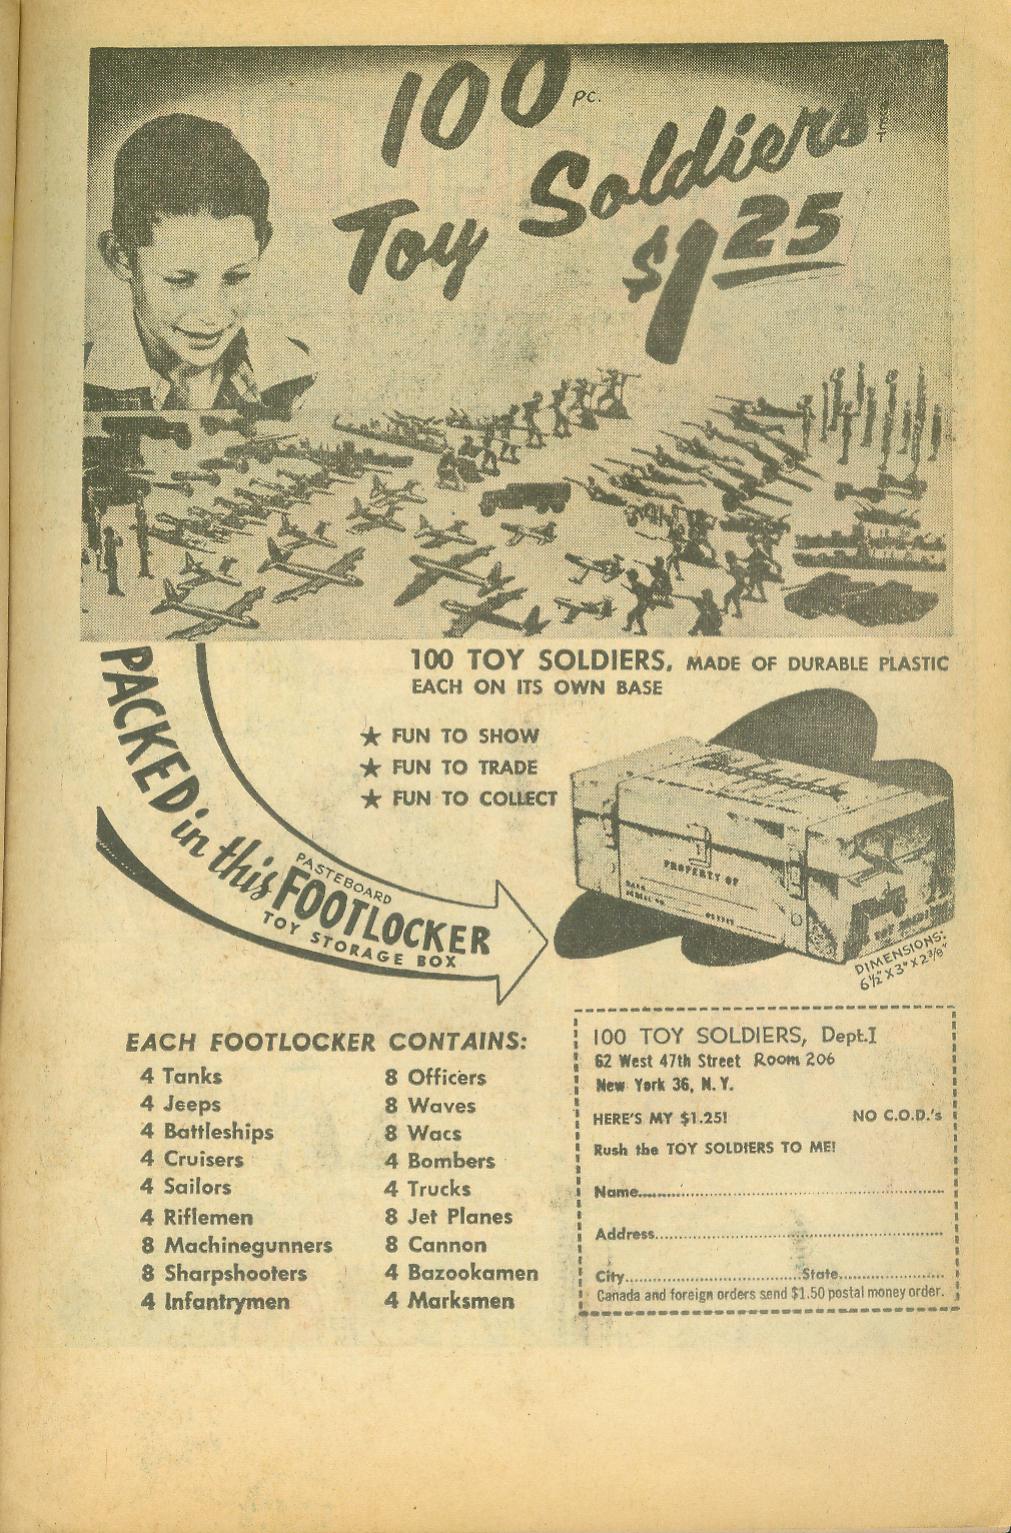 100 PC.
Toy Soldiers SET
$1.25
100 TOY SOLDIERS, MADE OF DURABLE PLASTIC
EACH ON ITS OWN BASE
★ FUN TO SHOW
★ FUN TO TRADE
★ FUN TO COLLECT
PACKED in this
PASTEBOARD
FOOTLOCKER
TOY STORAGE BOX
PROPERTY OF
DIMENSIONS:
6½" X 3" X 2⅜"
EACH FOOTLOCKER CONTAINS:
4 Tanks
4 Jeeps
4 Battleships
4 Cruisers
4 Sailors
4 Riflemen
8 Machinegunners
8 Sharpshooters
4 Infantrymen
8 Officers
8 Waves
8 Wacs
4 Bombers
4 Trucks
8 Jet Planes
8 Cannon
4 Bazookamen
4 Marksmen
100 TOY SOLDIERS, Dept.I
62 West 47th Street Room 206
New York 36, N. Y.
HERE'S MY $1.25! NO C.O.D.'s
Rush the TOY SOLDIERS TO ME!
Name
Address
City State
Canada and foreign orders send $1.50 postal money order.